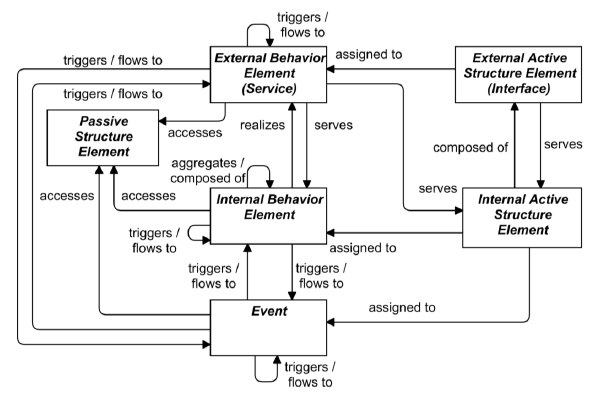 triggers /
flows to
triggers / flows to
External Behavior
Element
(Service)
assigned to
External Active
Structure Element
(Interface)
triggers / flows to
Passive
Structure
Element
accesses
realizes
serves
composed of
serves
aggregates /
composed of
accesses
accesses
Internal Behavior
Element
serves
Internal Active
Structure
Element
triggers /
flows to
assigned to
triggers /
flows to
triggers /
flows to
Event
assigned to
triggers /
flows to